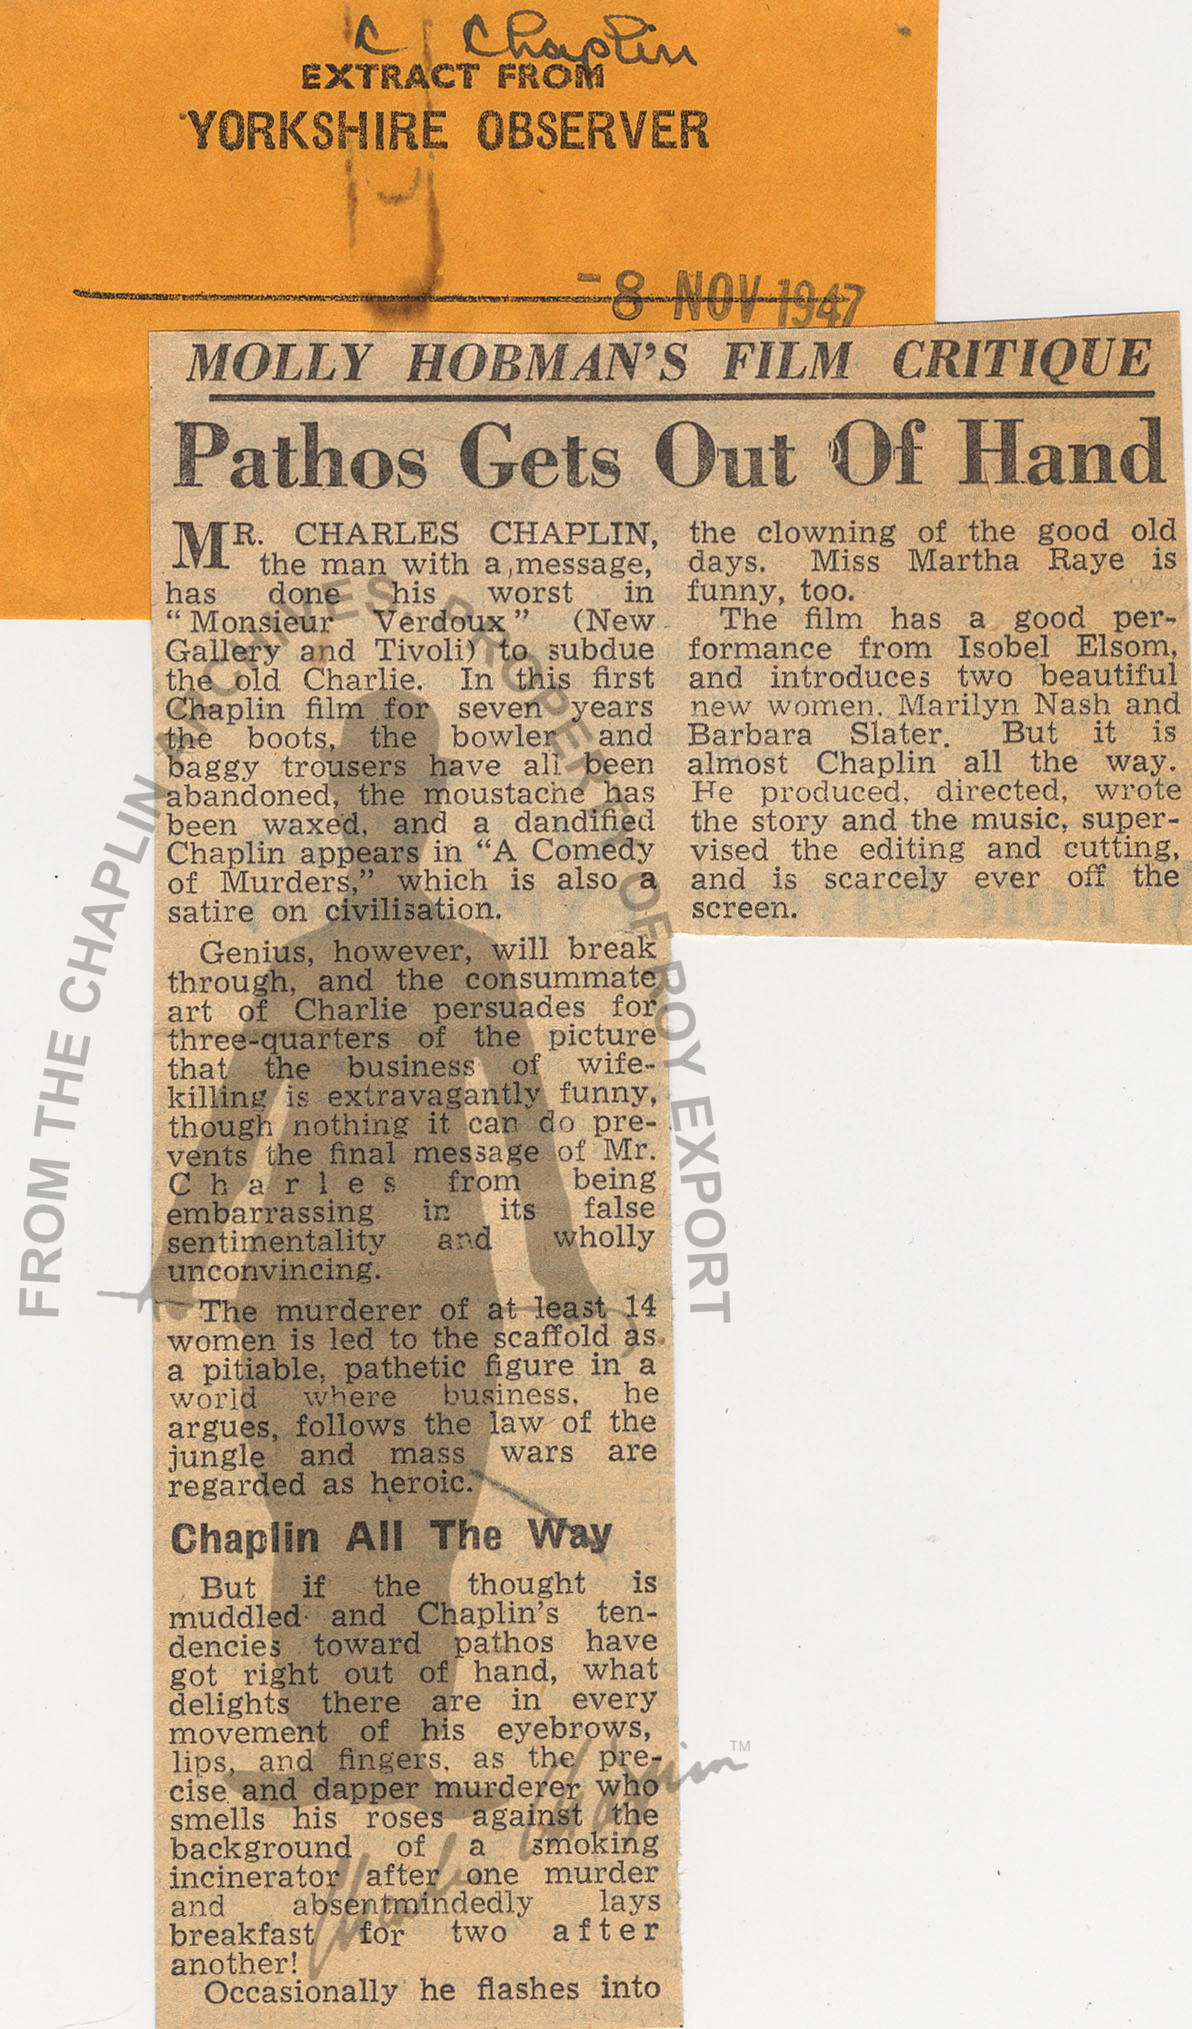 C Chaplin
EXTRACT FROM
YORKSHIRE OBSERVER
-8 NOV 1947
MOLLY HOBMAN'S FILM CRITIQUE
Pathos Gets Out Of Hand
MR. CHARLES CHAPLIN,
the man with a message,
has done his worst in
"Monsieur Verdoux" (New
Gallery and Tivoli) to subdue
the old Charlie. In this first
Chaplin film for seven years
the boots, the bowler and
baggy trousers have all been
abandoned, the moustache has
been waxed, and a dandified
Chaplin appears in "A Comedy
of Murders," which is also a
satire on civilisation.
Genius, however, will break
through, and the consummate
art of Charlie persuades for
three-quarters of the picture
that the business of wife-
killing is extravagantly funny,
though nothing it can do pre-
vents the final message of Mr.
Charles from being
embarrassing in its false
sentimentality and wholly
unconvincing.
The murderer of at least 14
women is led to the scaffold as
a pitiable, pathetic figure in a
world where business, he
argues, follows the law of the
jungle and mass wars are
regarded as heroic.
Chaplin All The Way
But if the thought is
muddled and Chaplin's ten-
dencies toward pathos have
got right out of hand, what
delights there are in every
movement of his eyebrows,
lips, and fingers, as the pre-
cise and dapper murderer who
smells his roses against the
background of a smoking
incinerator after one murder
and absentmindedly lays
breakfast for two after
another!
Occasionally he flashes into
the clowning of the good old
days. Miss Martha Raye is
funny, too.
The film has a good per-
formance from Isobel Elsom,
and introduces two beautiful
new women, Marilyn Nash and
Barbara Slater. But it is
almost Chaplin all the way.
He produced, directed, wrote
the story and the music, super-
vised the editing and cutting,
and is scarcely ever off the
screen.
FROM THE CHAPLIN ARCHIVES. PROPERTY OF ROY EXPORT
Charles Chaplin TM